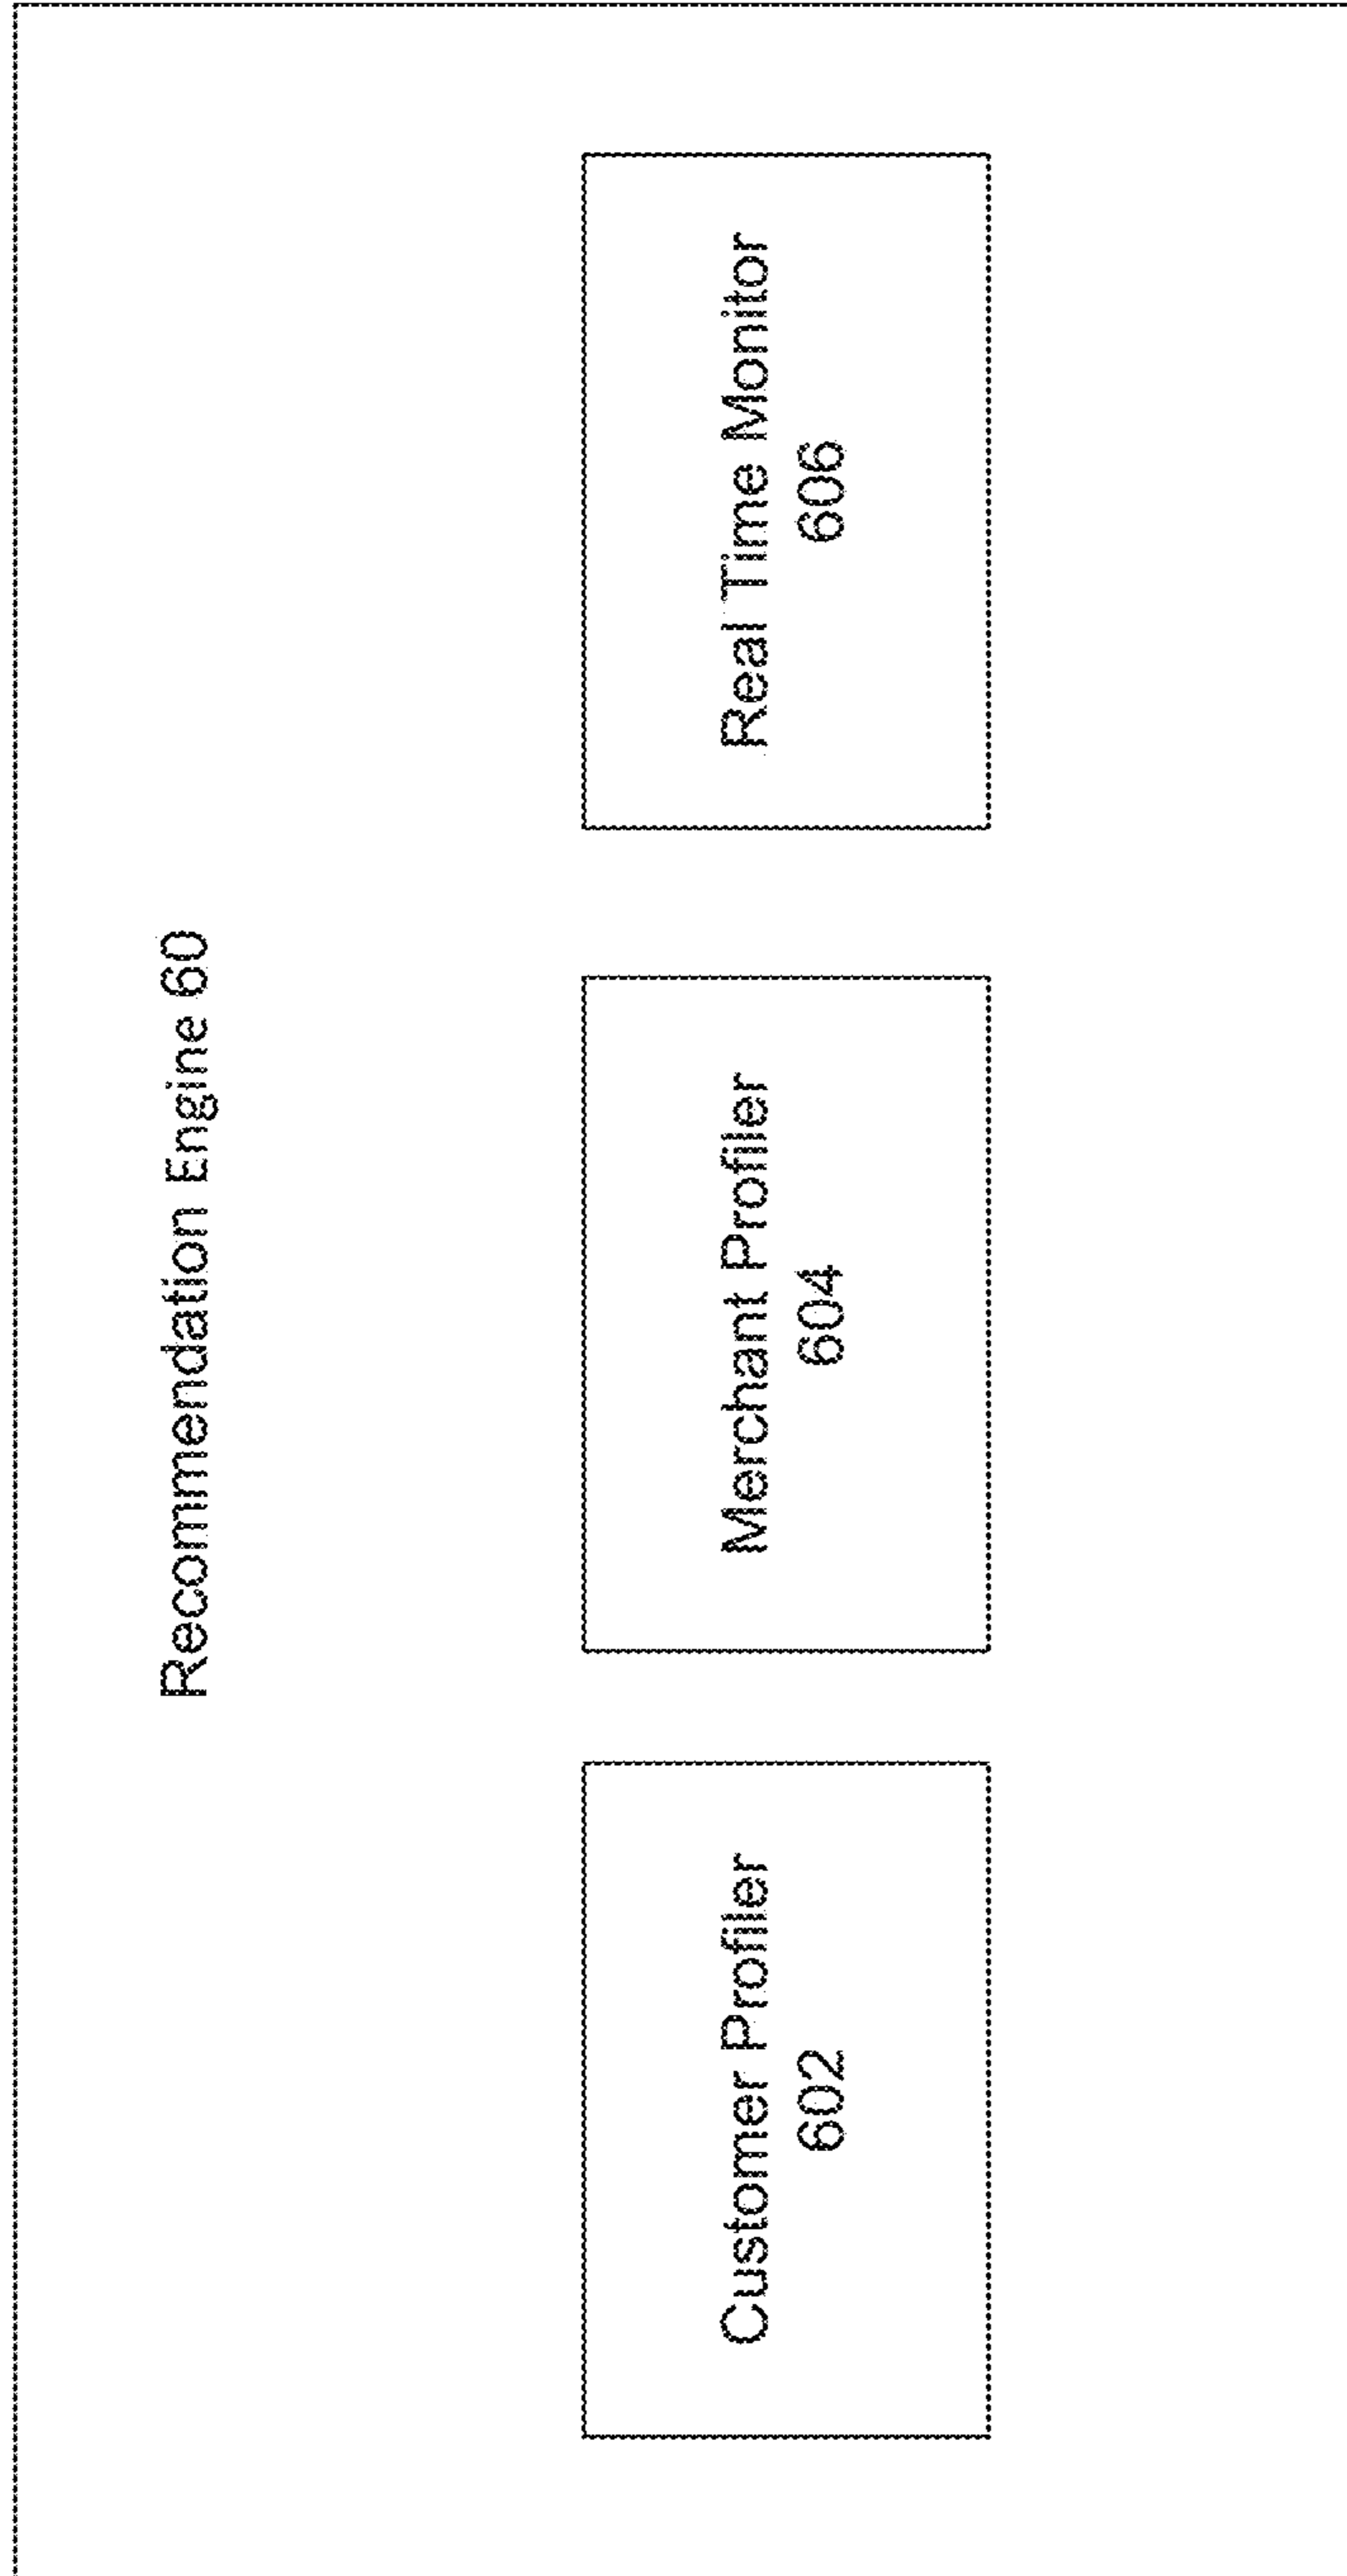 Recommendation Engine 60
Customer Profiler
602
Merchant Profiler
604
Real Time Monitor
606